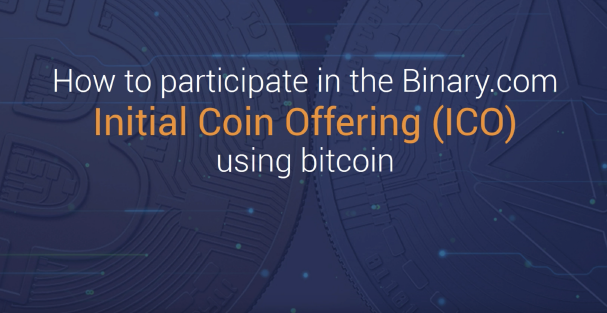 How to participate in the Binary.com
Initial Coin Offering (ICO)
using bitcoin